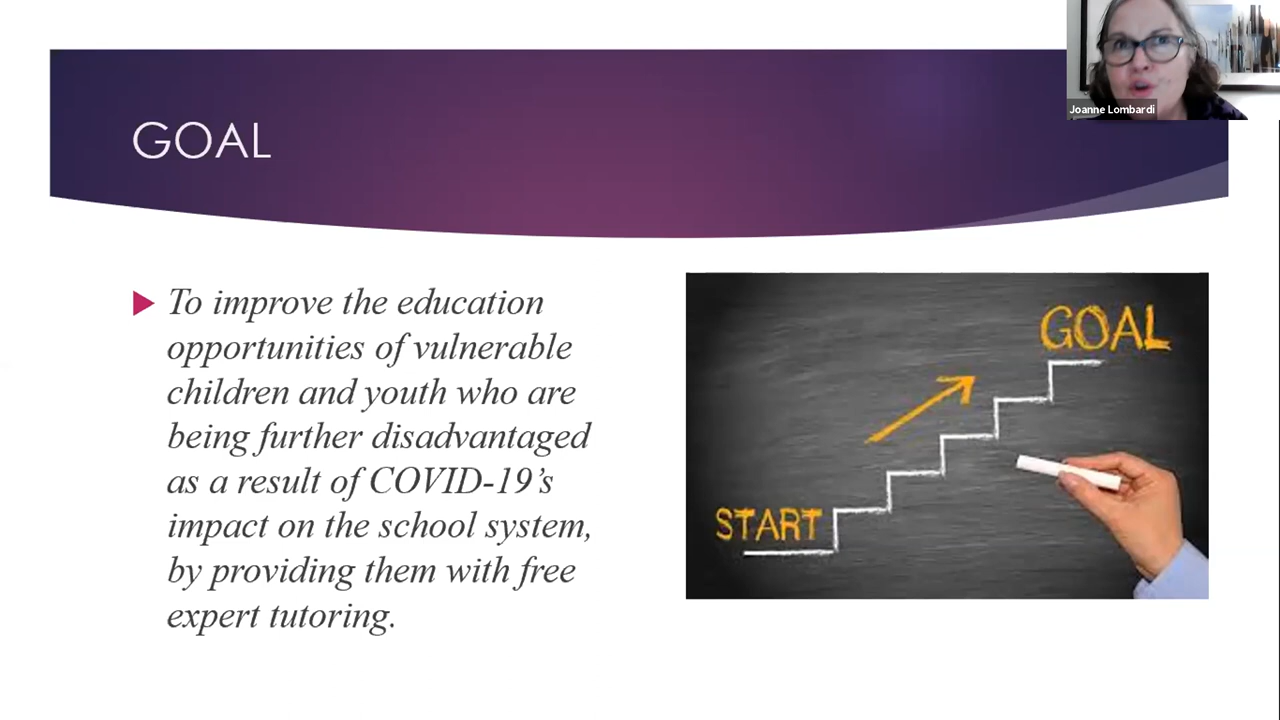 Joanne Lombardi
GOAL
To improve the education
opportunities of vulnerable
children and youth who are
being further disadvantaged
as a result of COVID-19’s
impact on the school system,
by providing them with free
expert tutoring.
GOAL
START